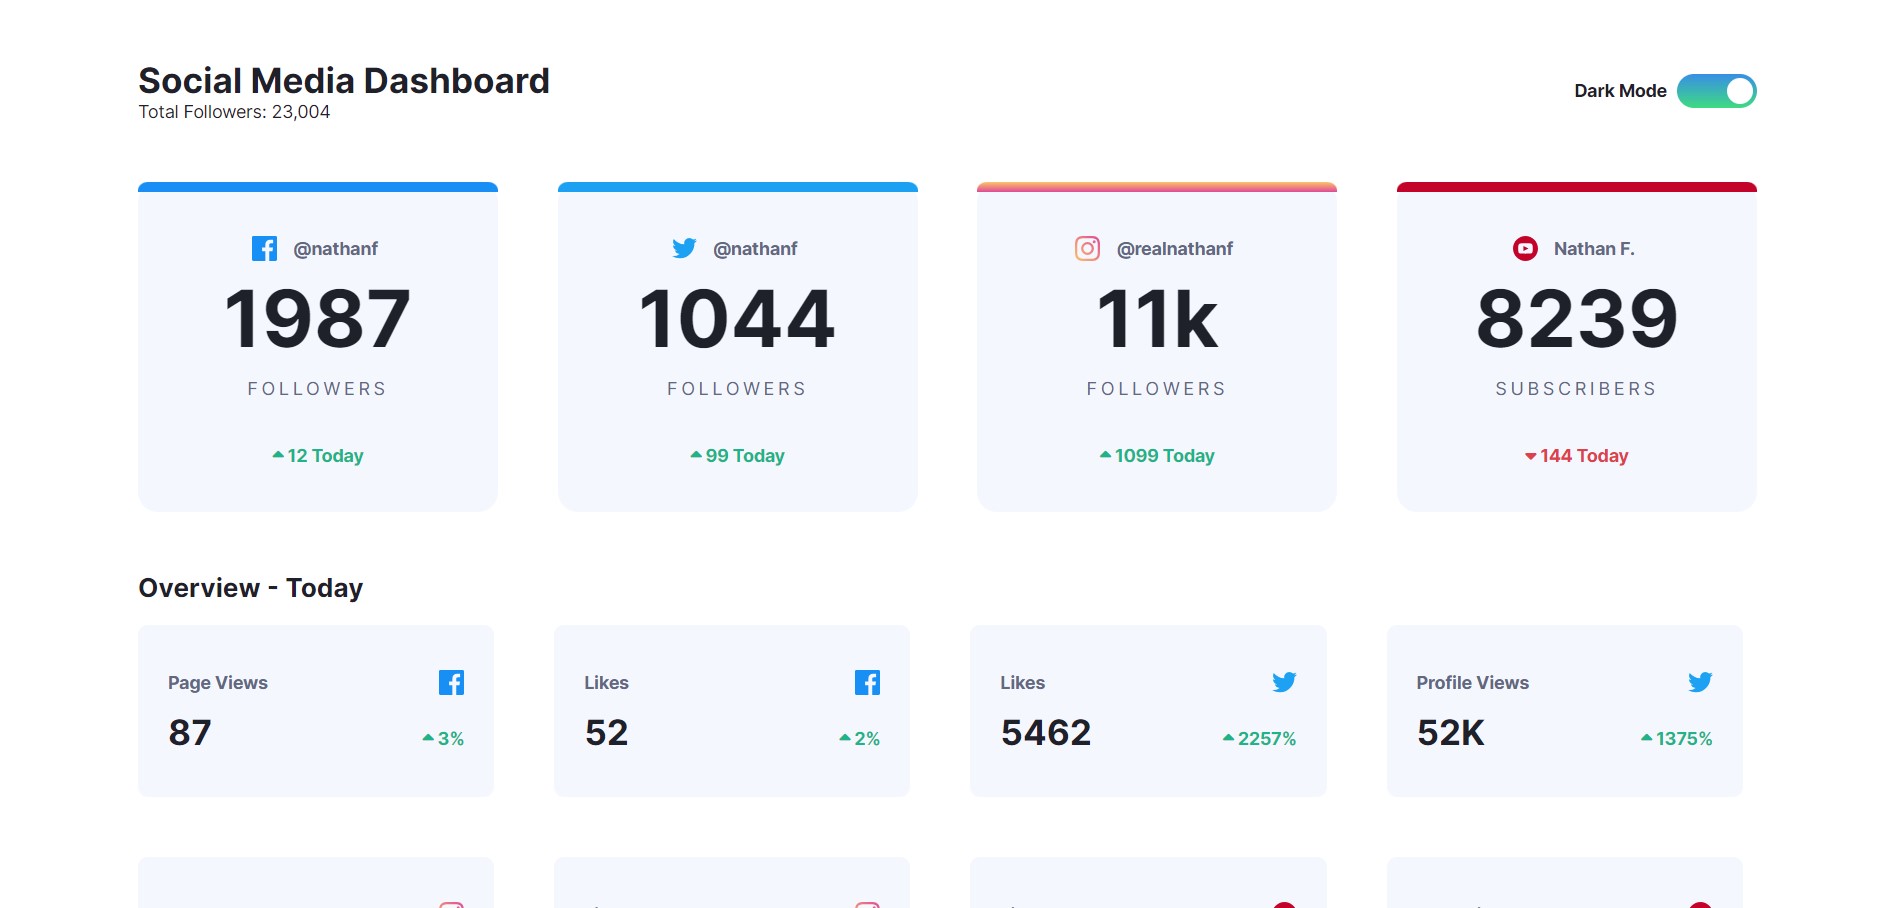 Social Media Dashboard
Total Followers: 23,004
Dark Mode
@nathanf
1987
FOLLOWERS
12 Today
@nathanf
1044
FOLLOWERS
99 Today
@realnathanf
11k
FOLLOWERS
1099 Today
Nathan F.
8239
SUBSCRIBERS
144 Today
Overview - Today
Page Views
87
3%
Likes
52
2%
Likes
5462
2257%
Profile Views
52K
1375%